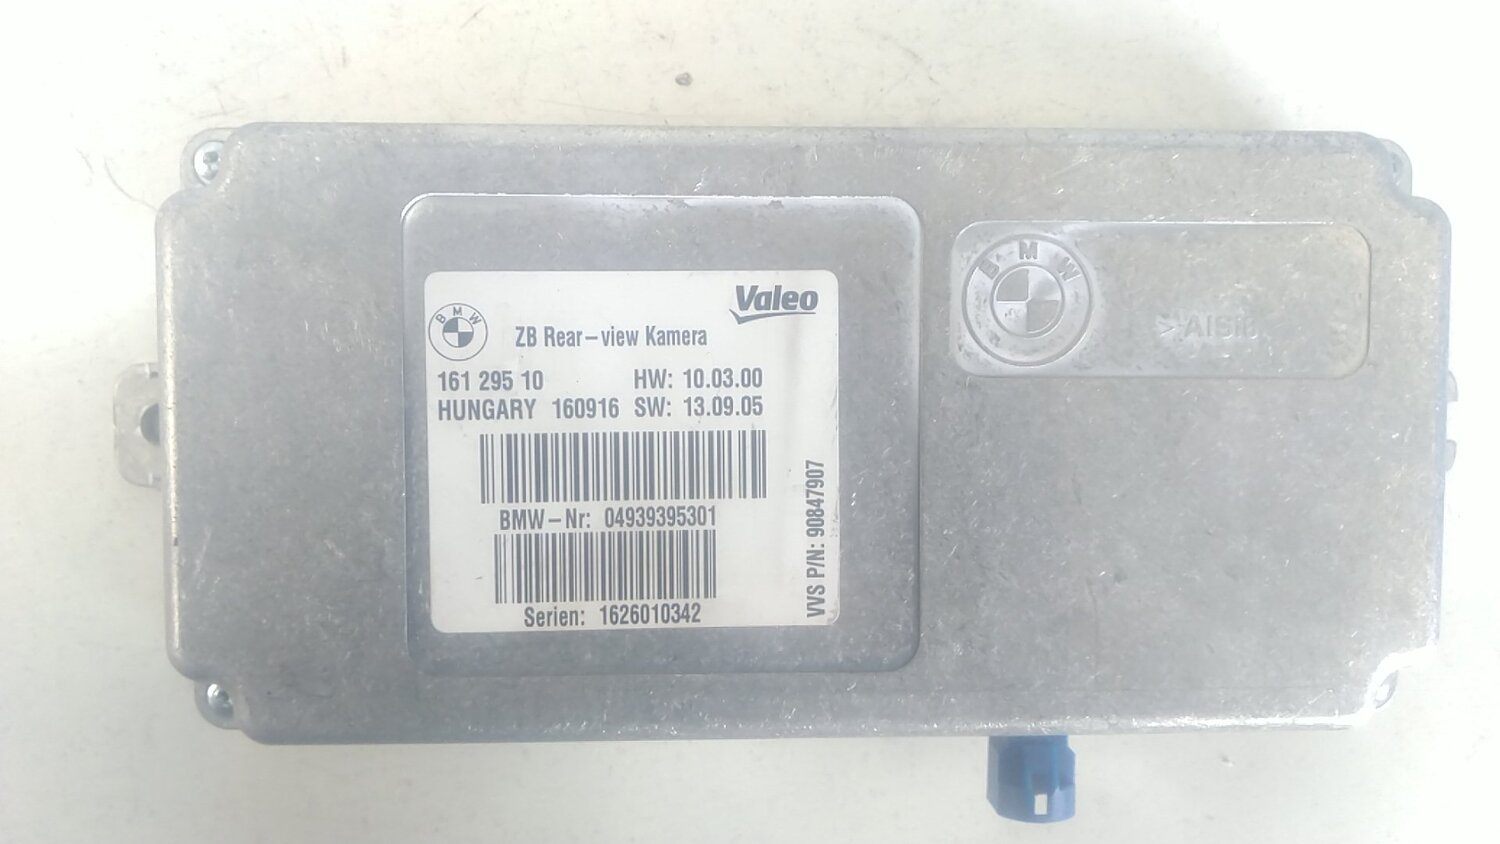 Valeo
BMW
ZB Rear-view Kamera
161 295 10 HW: 10.03.00
HUNGARY 160916 SW: 13.09.05
BMW-Nr: 04939395301
Serien: 1626010342
VVS P/N: 90847907
BMW